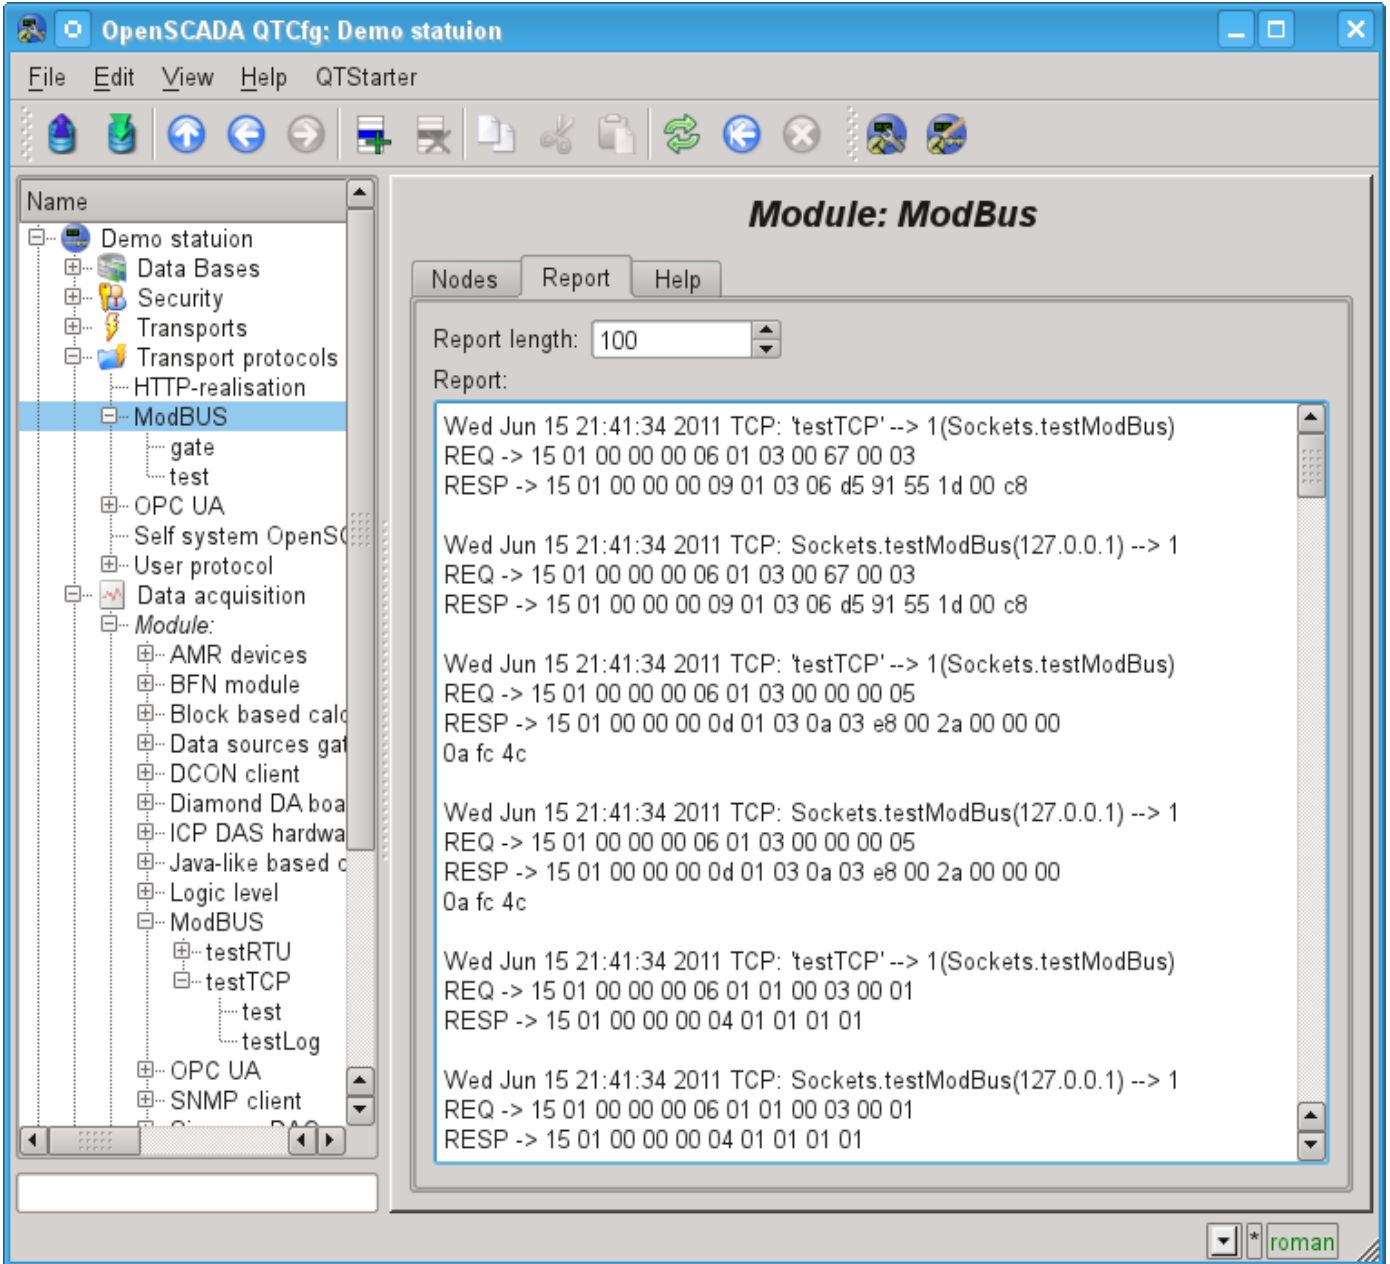 OpenSCADA QTCfg: Demo statuion
File Edit View Help QTStarter
Name
Demo statuion
Data Bases
Security
Transports
Transport protocols
HTTP-realisation
ModBUS
gate
test
OPC UA
Self system OpenS
User protocol
Data acquisition
Module:
AMR devices
BFN module
Block based calc
Data sources gat
DCON client
Diamond DA boa
ICP DAS hardwa
Java-like based c
Logic level
ModBUS
testRTU
testTCP
test
testLog
OPC UA
SNMP client
Module: ModBus
Nodes Report Help
Report length: 100
Report:
Wed Jun 15 21:41:34 2011 TCP: 'testTCP' --> 1(Sockets.testModBus)
REQ -> 15 01 00 00 00 06 01 03 00 67 00 03
RESP -> 15 01 00 00 00 09 01 03 06 d5 91 55 1d 00 c8
Wed Jun 15 21:41:34 2011 TCP: Sockets.testModBus(127.0.0.1) --> 1
REQ -> 15 01 00 00 00 06 01 03 00 67 00 03
RESP -> 15 01 00 00 00 09 01 03 06 d5 91 55 1d 00 c8
Wed Jun 15 21:41:34 2011 TCP: 'testTCP' --> 1(Sockets.testModBus)
REQ -> 15 01 00 00 00 06 01 03 00 00 00 05
RESP -> 15 01 00 00 00 0d 01 03 0a 03 e8 00 2a 00 00 00
0a fc 4c
Wed Jun 15 21:41:34 2011 TCP: Sockets.testModBus(127.0.0.1) --> 1
REQ -> 15 01 00 00 00 06 01 03 00 00 00 05
RESP -> 15 01 00 00 00 0d 01 03 0a 03 e8 00 2a 00 00 00
0a fc 4c
Wed Jun 15 21:41:34 2011 TCP: 'testTCP' --> 1(Sockets.testModBus)
REQ -> 15 01 00 00 00 06 01 01 00 03 00 01
RESP -> 15 01 00 00 00 04 01 01 01 01
Wed Jun 15 21:41:34 2011 TCP: Sockets.testModBus(127.0.0.1) --> 1
REQ -> 15 01 00 00 00 06 01 01 00 03 00 01
RESP -> 15 01 00 00 00 04 01 01 01 01
* roman